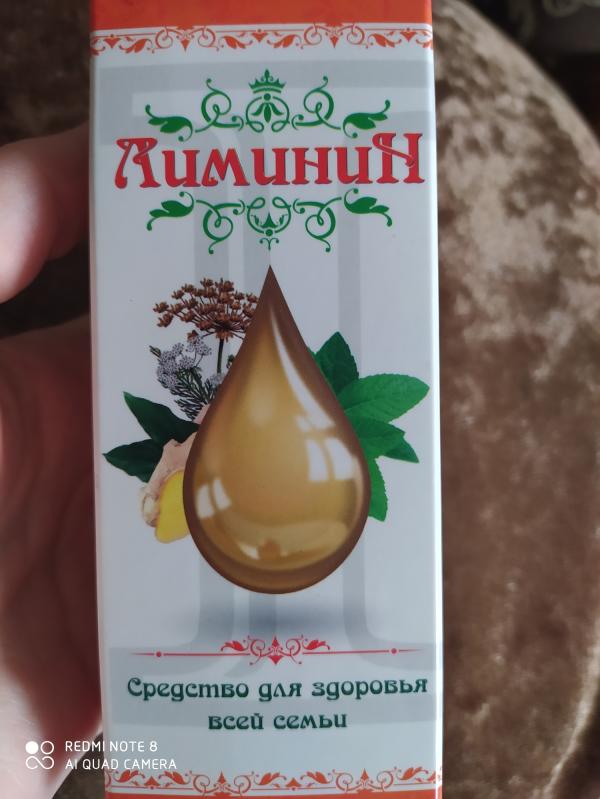 Лиминин
Средство для здоровья
всей семьи
REDMI NOTE 8
AI QUAD CAMERA